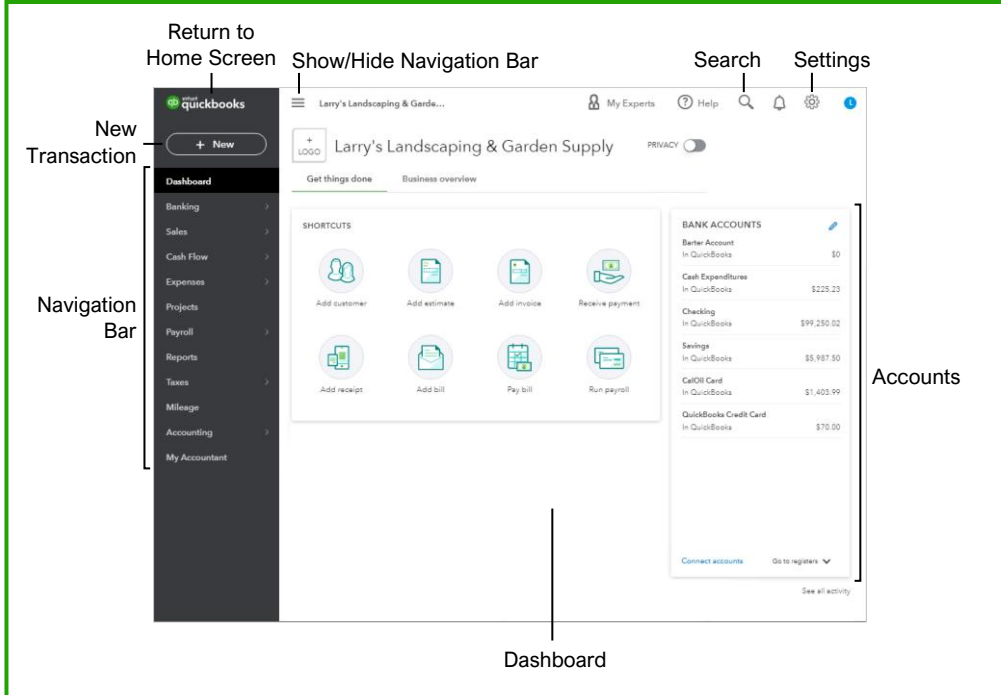 Return to
Home Screen
Show/Hide Navigation Bar
Search
Settings
intuit
quickbooks
Larry's Landscaping & Garde...
My Experts
Help
L
New
Transaction
+ New
+
LOGO
Larry's Landscaping & Garden Supply
PRIVACY
Get things done
Business overview
Navigation
Bar
Dashboard
Banking
Sales
Cash Flow
Expenses
Projects
Payroll
Reports
Taxes
Mileage
Accounting
My Accountant
SHORTCUTS
Add customer
Add estimate
Add invoice
Receive payment
Add receipt
Add bill
Pay bill
Run payroll
BANK ACCOUNTS
Barter Account
In QuickBooks $0
Cash Expenditures
In QuickBooks $225.23
Checking
In QuickBooks $99,250.02
Savings
In QuickBooks $5,987.50
CalOil Card
In QuickBooks $1,403.99
QuickBooks Credit Card
In QuickBooks $70.00
Connect accounts
Go to registers
See all activity
Accounts
Dashboard